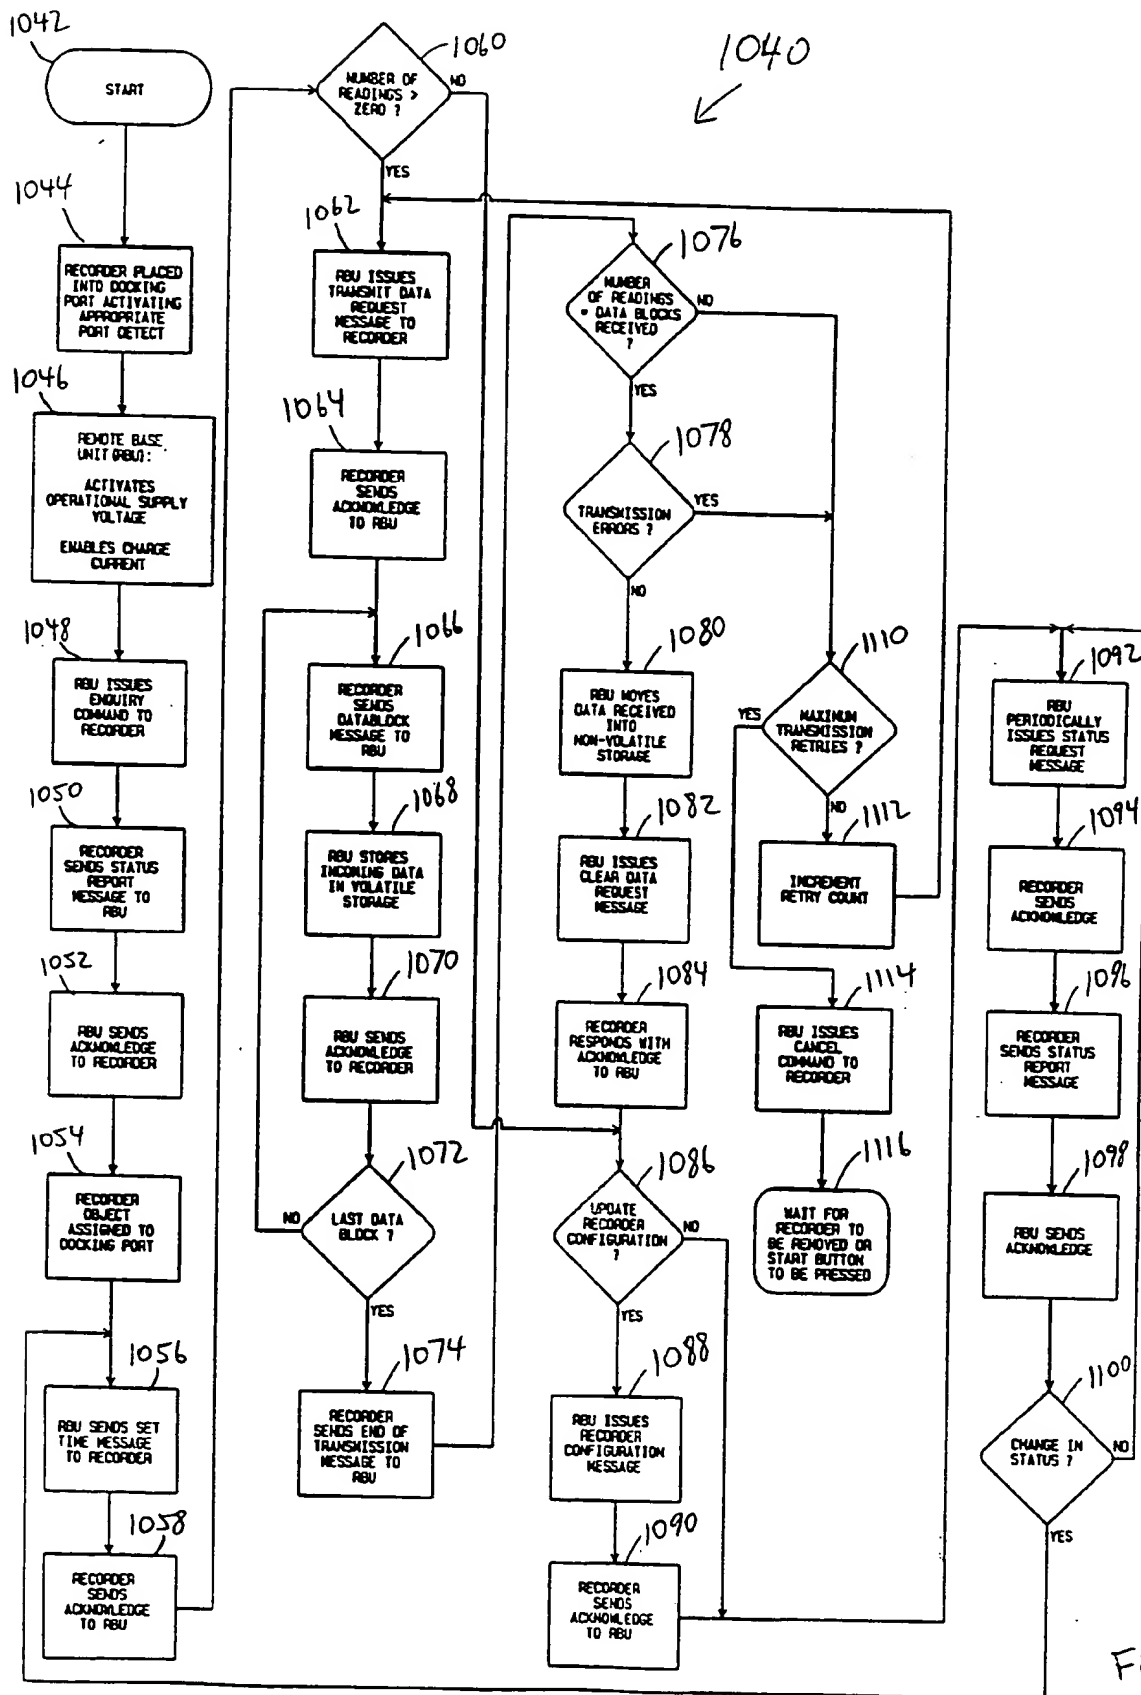 1042
START
1044
RECORDER PLACED
INTO DOCKING
PORT ACTIVATING
APPROPRIATE
PORT DETECT
1046
REMOTE BASE
UNIT (RBU):
ACTIVATES
OPERATIONAL SUPPLY
VOLTAGE
ENABLES CHARGE
CURRENT
1048
RBU ISSUES
ENQUIRY
COMMAND TO
RECORDER
1050
RECORDER
SENDS STATUS
REPORT
MESSAGE TO
RBU
1052
RBU SENDS
ACKNOWLEDGE
TO RECORDER
1054
RECORDER
OBJECT
ASSIGNED TO
DOCKING PORT
1056
RBU SENDS SET
TIME MESSAGE
TO RECORDER
1058
RECORDER
SENDS
ACKNOWLEDGE
TO RBU
1060
NUMBER OF
READINGS >
ZERO ?
NO
YES
1062
RBU ISSUES
TRANSMIT DATA
REQUEST
MESSAGE TO
RECORDER
1064
RECORDER
SENDS
ACKNOWLEDGE
TO RBU
1066
RECORDER
SENDS
DATABLOCK
MESSAGE TO
RBU
1068
RBU STORES
INCOMING DATA
IN VOLATILE
STORAGE
1070
RBU SENDS
ACKNOWLEDGE
TO RECORDER
1072
LAST DATA
BLOCK ?
NO
YES
1074
RECORDER
SENDS END OF
TRANSMISSION
MESSAGE TO
RBU
1040
1076
NUMBER
OF READINGS
= DATA BLOCKS
RECEIVED
?
NO
YES
1078
TRANSMISSION
ERRORS ?
YES
NO
1080
RBU MOVES
DATA RECEIVED
INTO
NON-VOLATILE
STORAGE
1082
RBU ISSUES
CLEAR DATA
REQUEST
MESSAGE
1084
RECORDER
RESPONDS WITH
ACKNOWLEDGE
TO RBU
1086
UPDATE
RECORDER
CONFIGURATION
?
NO
YES
1088
RBU ISSUES
RECORDER
CONFIGURATION
MESSAGE
1090
RECORDER
SENDS
ACKNOWLEDGE
TO RBU
1110
MAXIMUM
TRANSMISSION
RETRIES ?
YES
NO
1112
INCREMENT
RETRY COUNT
1114
RBU ISSUES
CANCEL
COMMAND TO
RECORDER
1116
WAIT FOR
RECORDER TO
BE REMOVED OR
START BUTTON
TO BE PRESSED
1092
RBU
PERIODICALLY
ISSUES STATUS
REQUEST
MESSAGE
1094
RECORDER
SENDS
ACKNOWLEDGE
1096
RECORDER
SENDS STATUS
REPORT
MESSAGE
1098
RBU SENDS
ACKNOWLEDGE
1100
CHANGE IN
STATUS ?
NO
YES